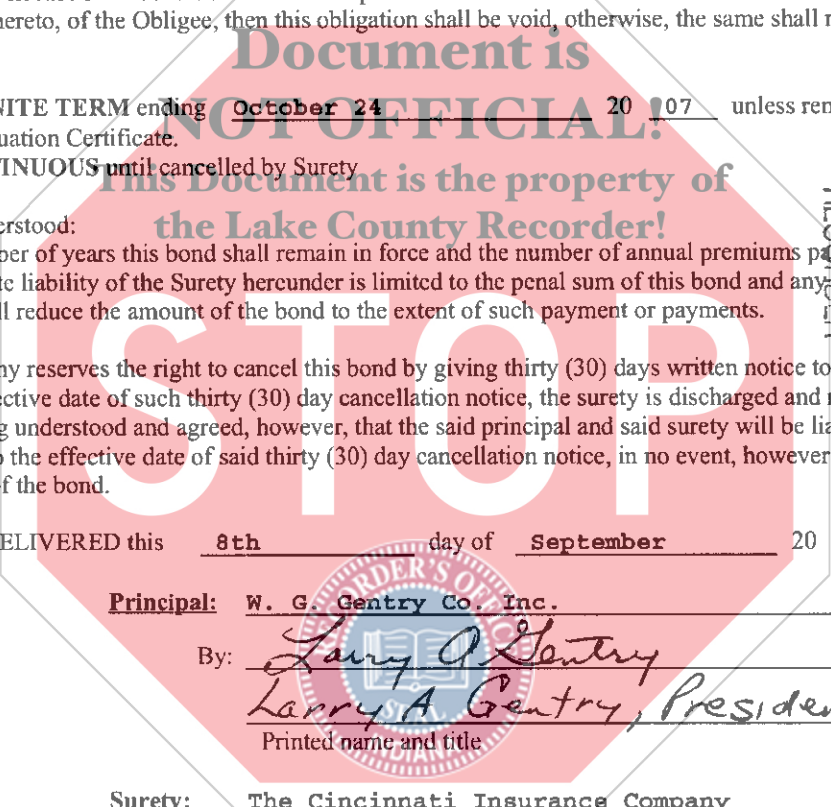 hereto, of the Obligee, then this obligation shall be void, otherwise, the same shall
Document is
NITE TERM ending October 24 20 07 unless ren
NOT OFFICIAL!
uation Certificate.
TINUOUS until cancelled by Surety
This Document is the property of
erstood:
the Lake County Recorder!
ber of years this bond shall remain in force and the number of annual premiums pa
te liability of the Surety hereunder is limited to the penal sum of this bond and any
ll reduce the amount of the bond to the extent of such payment or payments.
STOP
ny reserves the right to cancel this bond by giving thirty (30) days written notice to
ective date of such thirty (30) day cancellation notice, the surety is discharged and
g understood and agreed, however, that the said principal and said surety will be lia
o the effective date of said thirty (30) day cancellation notice, in no event, however
f the bond.
ELIVERED this 8th day of September 20
RECORDER'S OFFICE
Principal: W. G. Gentry Co. Inc.
By: Larry A Gentry
Larry A Gentry, Presiden
SEAL
Printed name and title
INDIANA
Surety: The Cincinnati Insurance Company